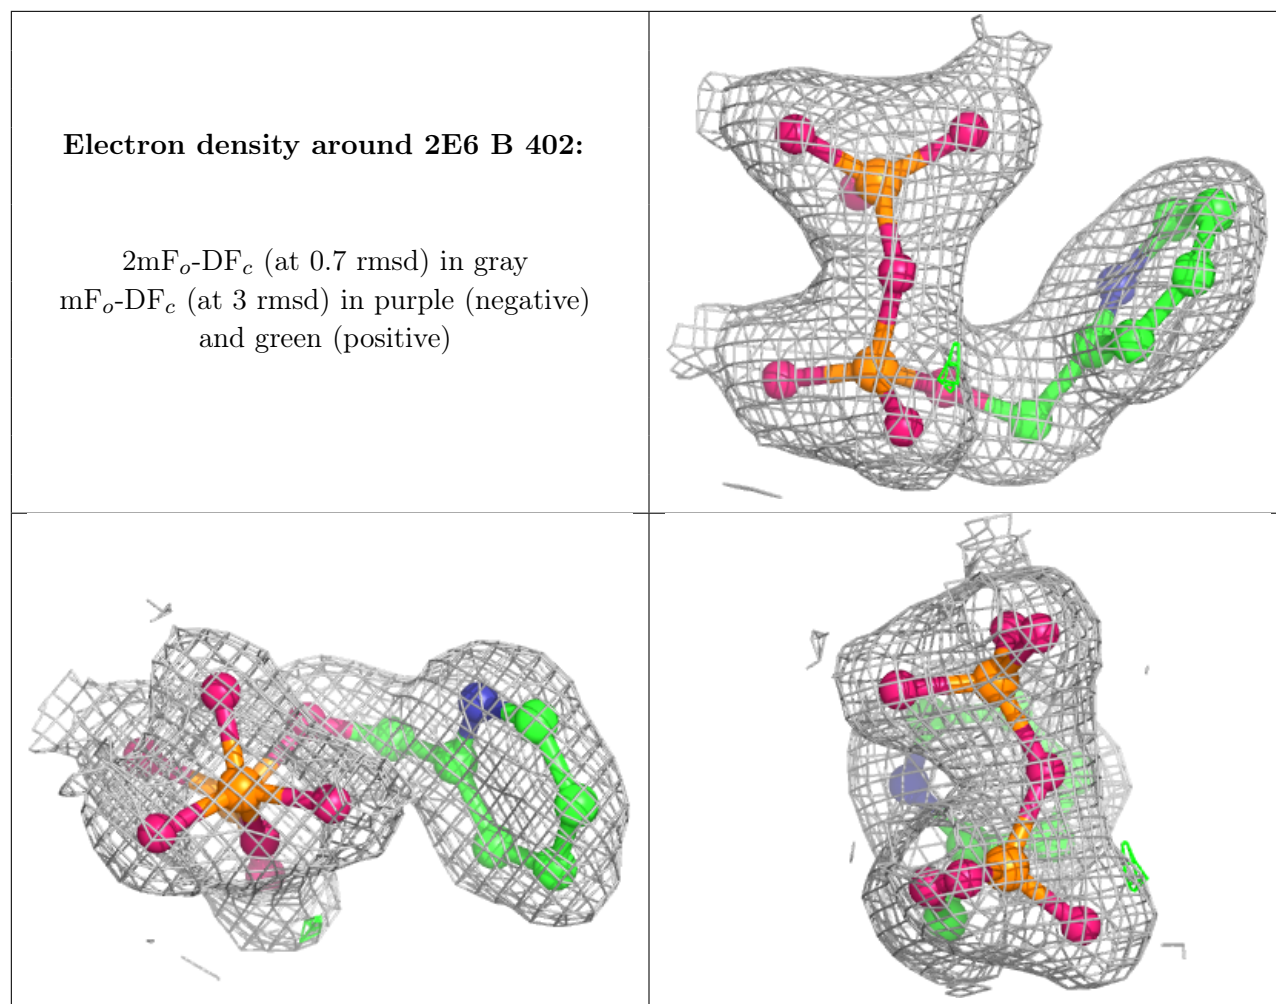 Electron density around 2E6 B 402:
2mFo-DFc (at 0.7 rmsd) in gray
mFo-DFc (at 3 rmsd) in purple (negative)
and green (positive)